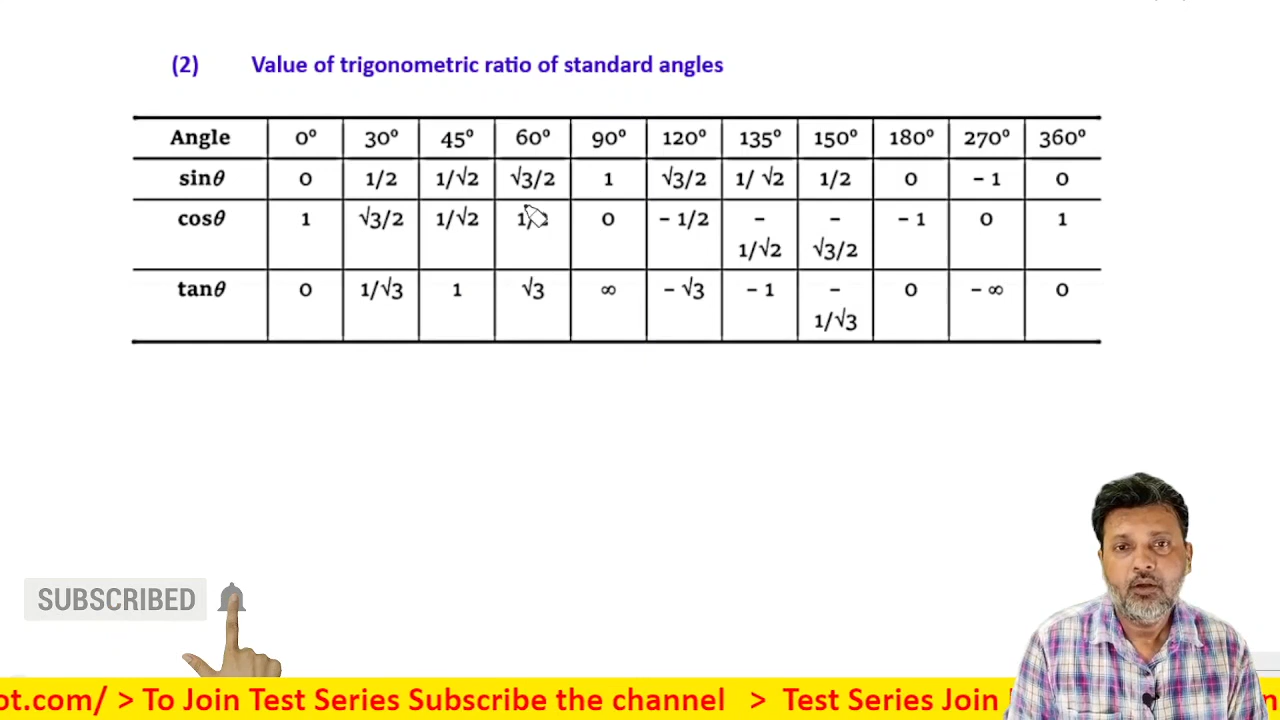 (2) Value of trigonometric ratio of standard angles
Angle 0° 30° 45° 60° 90° 120° 135° 150° 180° 270° 360°
sinθ 0 1/2 1/√2 √3/2 1 √3/2 1/ √2 1/2 0 - 1 0
cosθ 1 √3/2 1/√2 0 - 1/2 - 1/√2 - √3/2 - 1 0 1
tanθ 0 1/√3 1 √3 ∞ - √3 - 1 - 1/√3 0 - ∞ 0
SUBSCRIBED
ot.com/ > To Join Test Series Subscribe the channel > Test Series Join